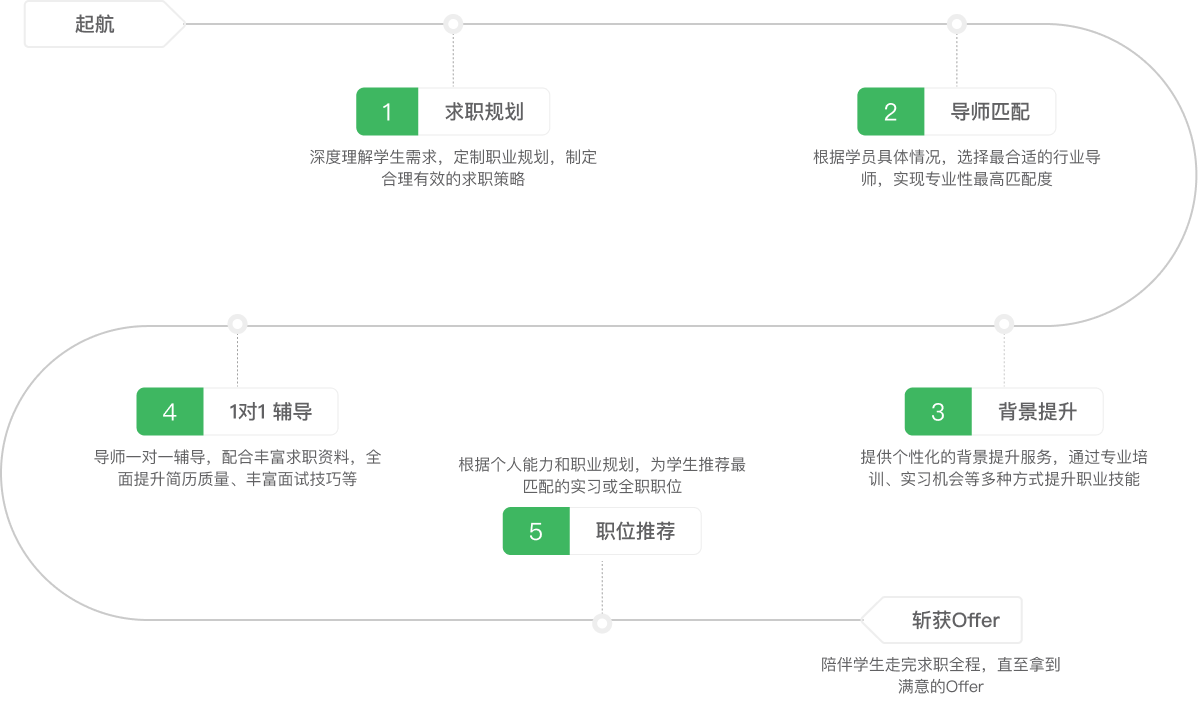 起航
1 求职规划
深度理解学生需求，定制职业规划，制定
合理有效的求职策略
2 导师匹配
根据学员具体情况，选择最合适的行业导
师，实现专业性最高匹配度
3 背景提升
提供个性化的背景提升服务，通过专业培
训、实习机会等多种方式提升职业技能
4 1对1 辅导
导师一对一辅导，配合丰富求职资料，全
面提升简历质量、丰富面试技巧等
根据个人能力和职业规划，为学生推荐最
匹配的实习或全职职位
5 职位推荐
斩获Offer
陪伴学生走完求职全程，直至拿到
满意的Offer